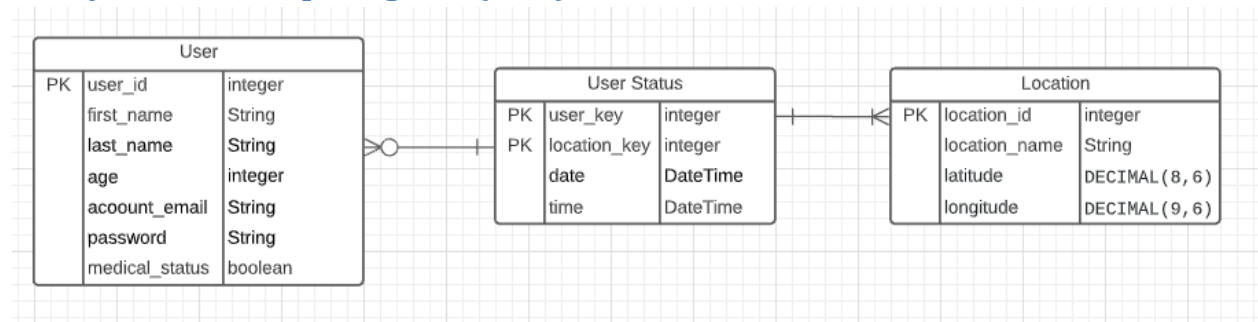 User
PK user_id integer
first_name String
last_name String
age integer
acoount_email String
password String
medical_status boolean
User Status
PK user_key integer
PK location_key integer
date DateTime
time DateTime
Location
PK location_id integer
location_name String
latitude DECIMAL(8,6)
longitude DECIMAL(9,6)